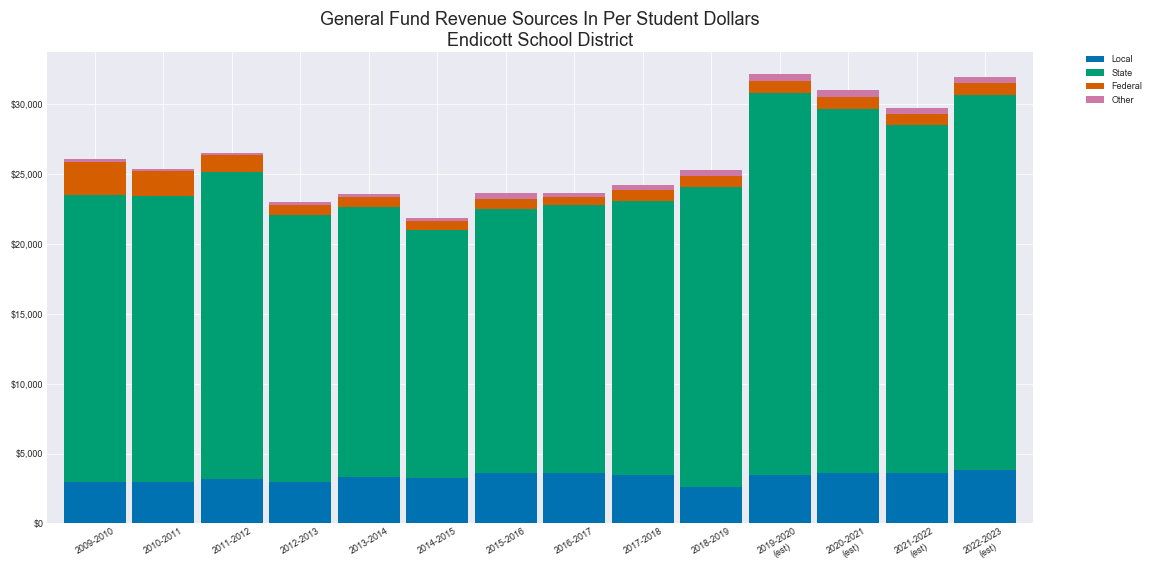 General Fund Revenue Sources In Per Student Dollars
Endicott School District
Local
State
Federal
Other
$30,000
$25,000
$20,000
$15,000
$10,000
$5,000
$0
2009-2010
2010-2011
2011-2012
2012-2013
2013-2014
2014-2015
2015-2016
2016-2017
2017-2018
2018-2019
2019-2020
(est)
2020-2021
(est)
2021-2022
(est)
2022-2023
(est)